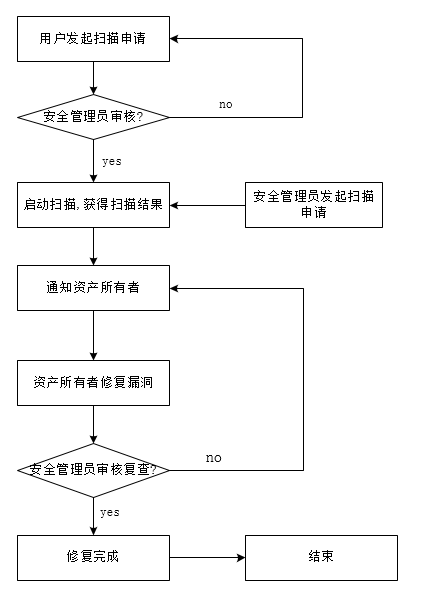 用户发起扫描申请
no
安全管理员审核?
yes
启动扫描,获得扫描结果
安全管理员发起扫描
申请
通知资产所有者
资产所有者修复漏洞
no
安全管理员审核复查?
yes
修复完成
结束